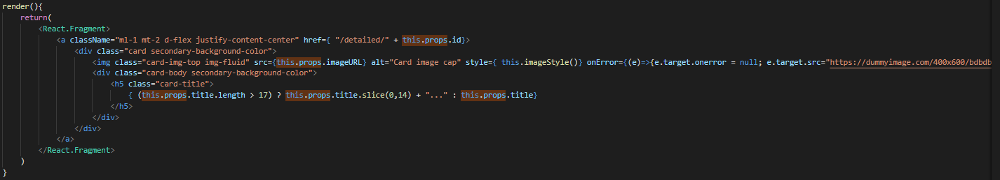 render(){
return(
<React.Fragment>
<a className="ml-1 mt-2 d-flex justify-content-center" href={ "/detailed/" + this.props.id}>
<div class="card secondary-background-color">
<img class="card-img-top img-fluid" src={this.props.imageURL} alt="Card image cap" style={ this.imageStyle()} onError={(e)=>{e.target.onerror = null; e.target.src="https://dummyimage.com/400x600/bdbdb
<div class="card-body secondary-background-color">
<h5 class="card-title">
{ (this.props.title.length > 17) ? this.props.title.slice(0,14) + "..." : this.props.title}
</h5>
</div>
</div>
</a>
</React.Fragment>
)
}